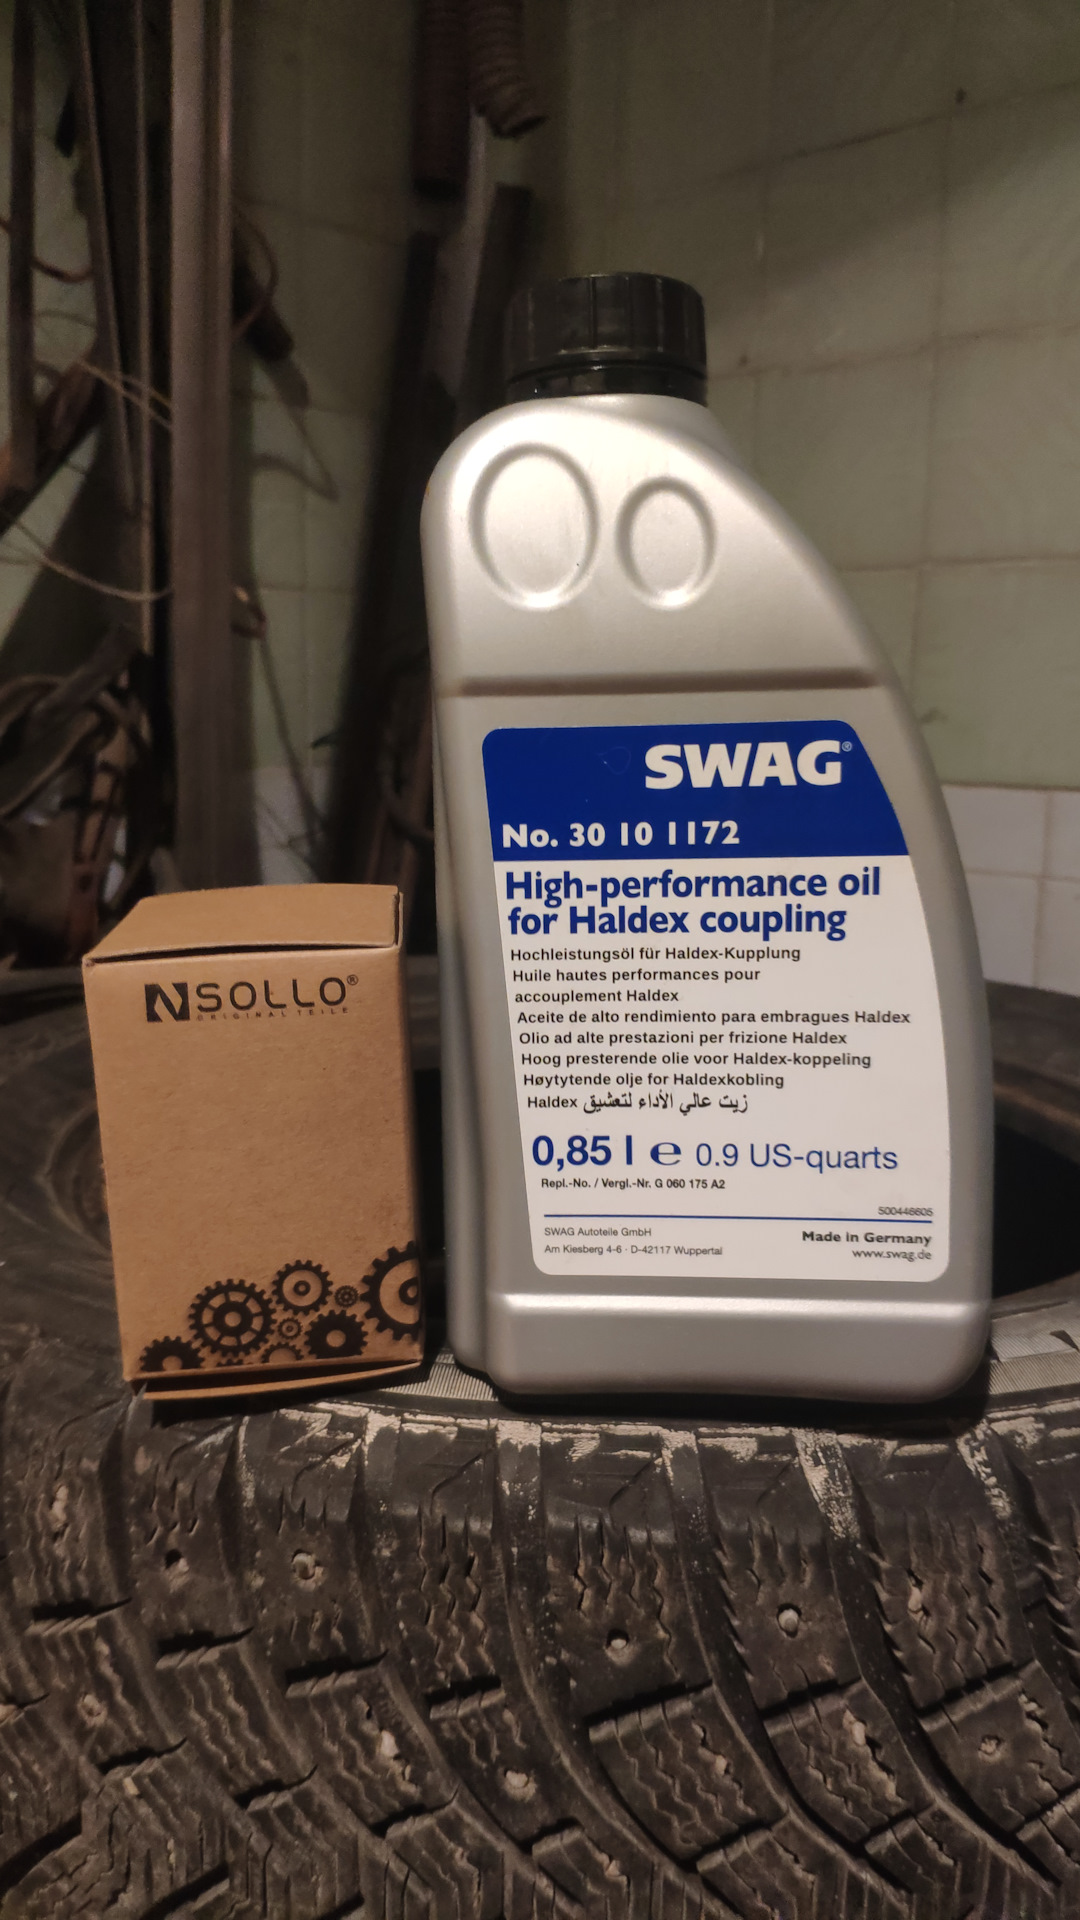 NSOLLO®
ORIGINAL TEILE
SWAG®
No. 30 10 1172
High-performance oil
for Haldex coupling
Hochleistungsöl für Haldex-Kupplung
Huile hautes performances pour
accouplement Haldex
Aceite de alto rendimiento para embragues Haldex
Olio ad alte prestazioni per frizione Haldex
Hoog presterende olie voor Haldex-koppeling
Høytytende olje for Haldexkobling
زيت عالي الأداء لتعشيق Haldex
0,85 l ℮ 0.9 US-quarts
Repl.-No. / Vergl.-Nr. G 060 175 A2
500446605
SWAG Autoteile GmbH
Am Kiesberg 4-6 · D-42117 Wuppertal
Made in Germany
www.swag.de